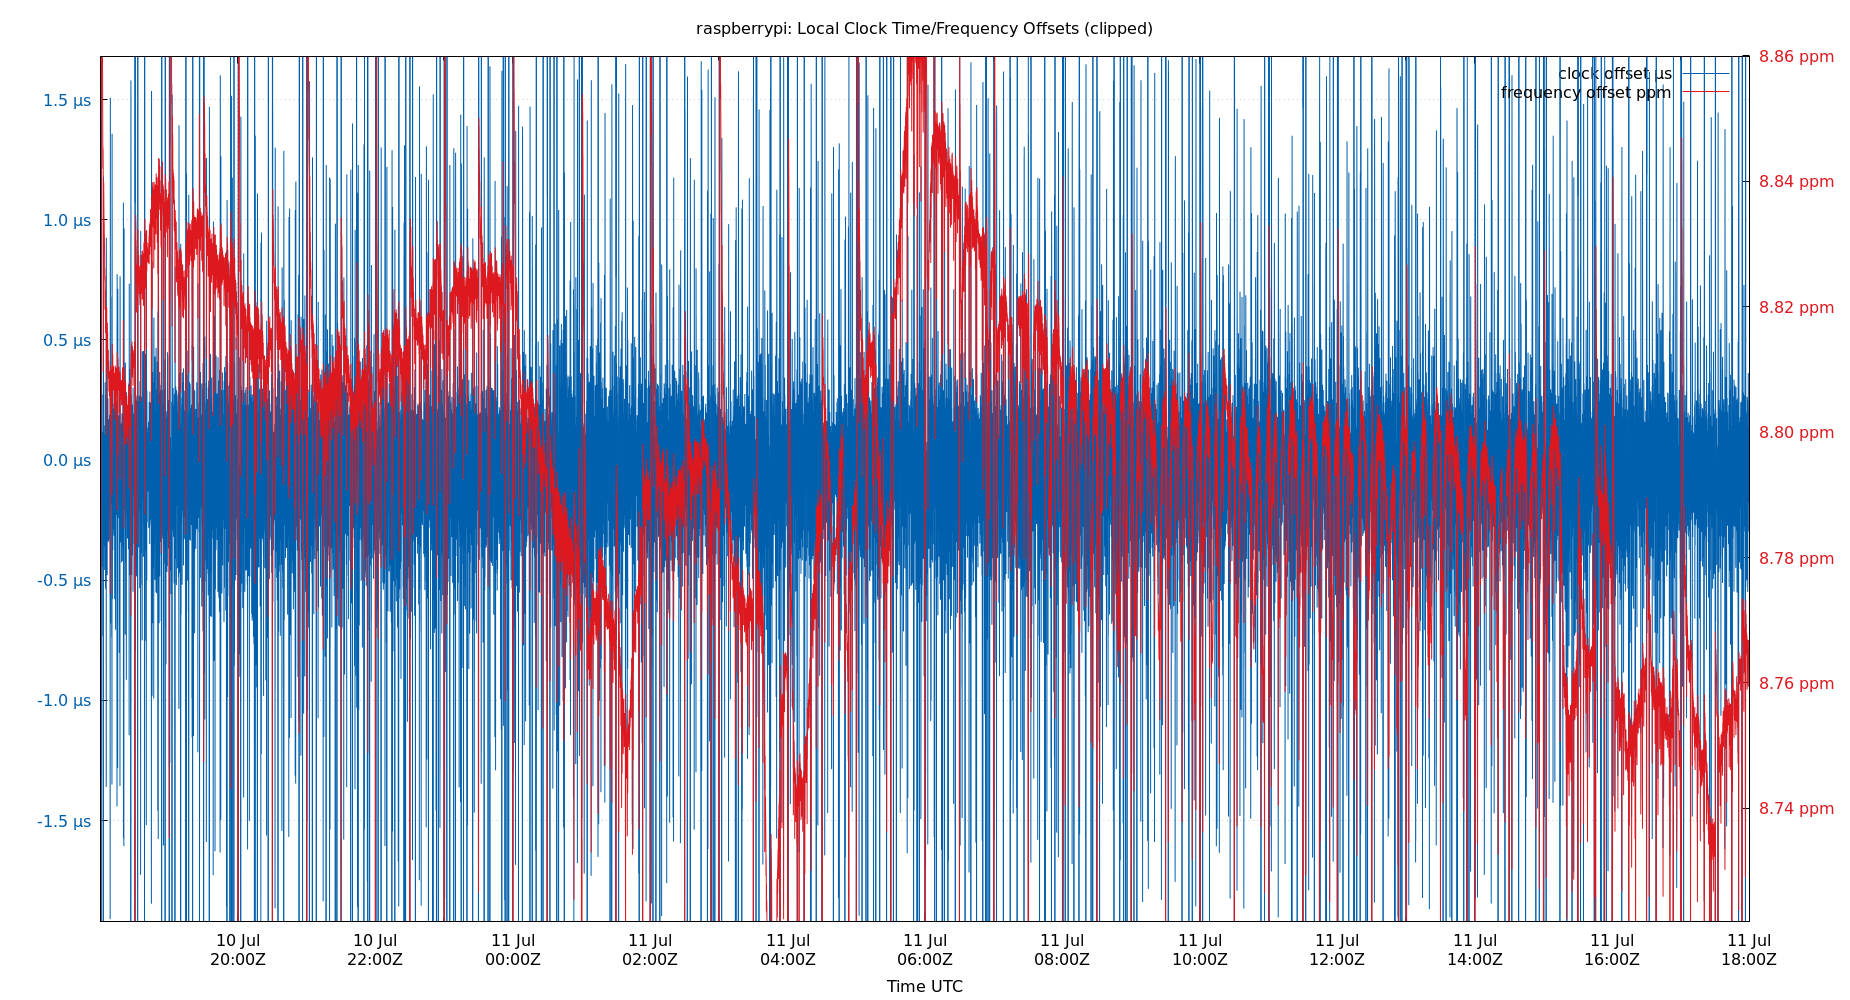 raspberrypi: Local Clock Time/Frequency Offsets (clipped)
clock offset µs
frequency offset ppm
1.5 µs
1.0 µs
0.5 µs
0.0 µs
-0.5 µs
-1.0 µs
-1.5 µs
8.86 ppm
8.84 ppm
8.82 ppm
8.80 ppm
8.78 ppm
8.76 ppm
8.74 ppm
10 Jul
20:00Z
10 Jul
22:00Z
11 Jul
00:00Z
11 Jul
02:00Z
11 Jul
04:00Z
11 Jul
06:00Z
11 Jul
08:00Z
11 Jul
10:00Z
11 Jul
12:00Z
11 Jul
14:00Z
11 Jul
16:00Z
11 Jul
18:00Z
Time UTC